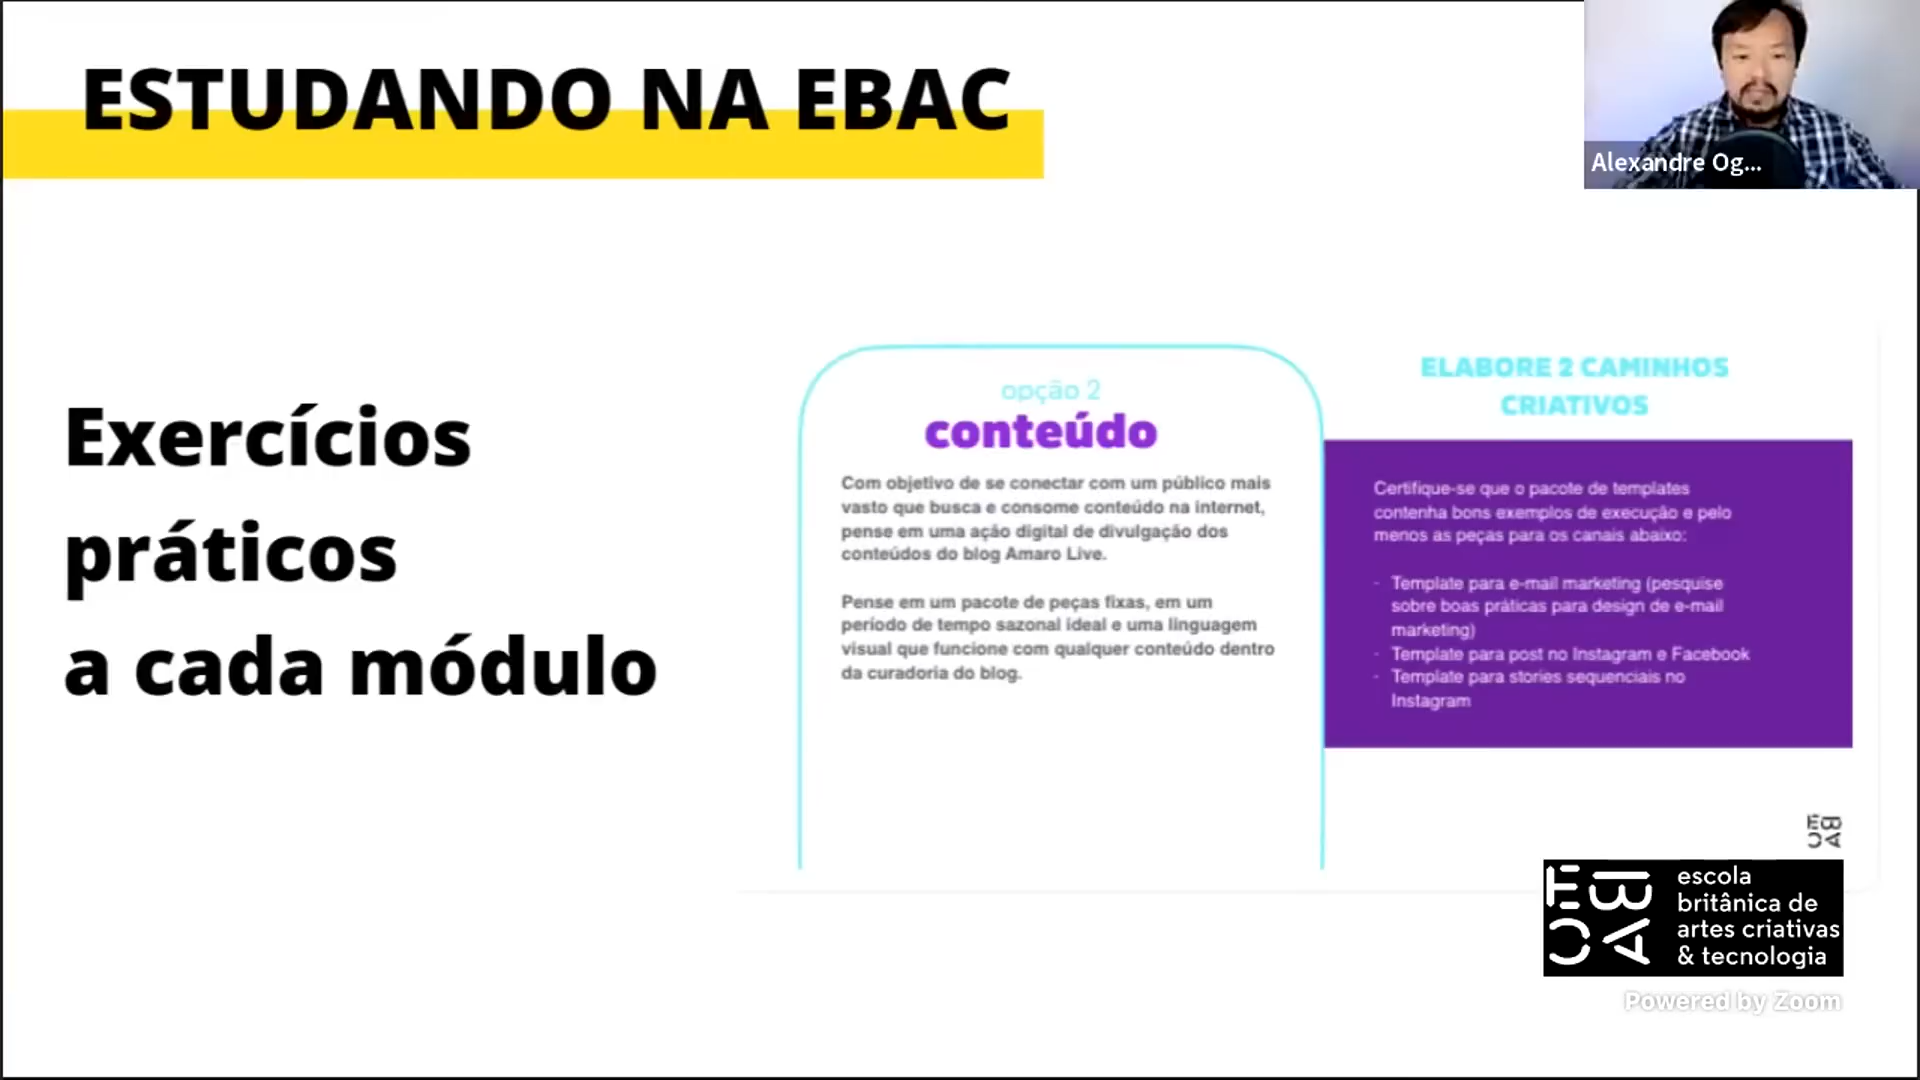 ESTUDANDO NA EBAC
Alexandre Og...
Exercícios
práticos
a cada módulo
opção 2
conteúdo
Com objetivo de se conectar com um público mais
vasto que busca e consome conteúdo na internet,
pense em uma ação digital de divulgação dos
conteúdos do blog Amaro Live.
Pense em um pacote de peças fixas, em um
período de tempo sazonal ideal e uma linguagem
visual que funcione com qualquer conteúdo dentro
da curadoria do blog.
ELABORE 2 CAMINHOS
CRIATIVOS
Certifique-se que o pacote de templates
contenha bons exemplos de execução e pelo
menos as peças para os canais abaixo:
- Template para e-mail marketing (pesquise
sobre boas práticas para design de e-mail
marketing)
- Template para post no Instagram e Facebook
- Template para stories sequenciais no
Instagram
EBAC
EBAC
escola
britânica de
artes criativas
& tecnologia
Powered by Zoom